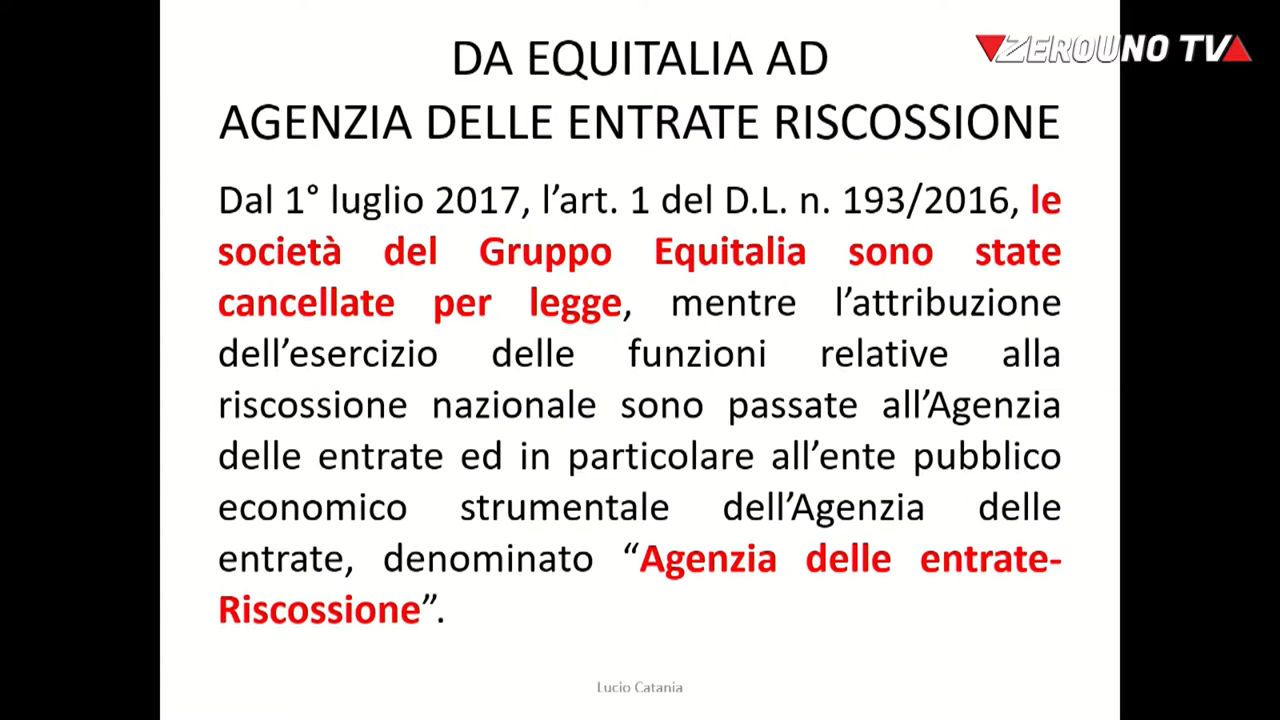 DA EQUITALIA AD
ZEROUNO TV
AGENZIA DELLE ENTRATE RISCOSSIONE
Dal 1° luglio 2017, l’art. 1 del D.L. n. 193/2016, le
società del Gruppo Equitalia sono state
cancellate per legge, mentre l’attribuzione
dell’esercizio delle funzioni relative alla
riscossione nazionale sono passate all’Agenzia
delle entrate ed in particolare all’ente pubblico
economico strumentale dell’Agenzia delle
entrate, denominato “Agenzia delle entrate-
Riscossione”.
Lucio Catania